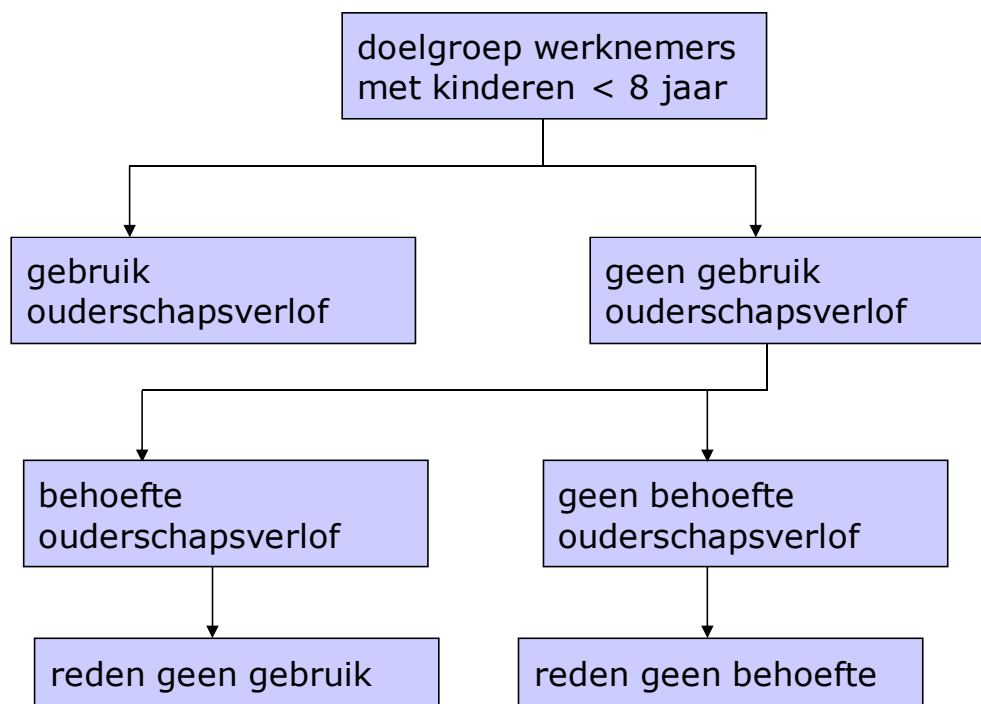 doelgroep werknemers
met kinderen < 8 jaar
gebruik
ouderschapsverlof
geen gebruik
ouderschapsverlof
behoefte
ouderschapsverlof
geen behoefte
ouderschapsverlof
reden geen gebruik
reden geen behoefte